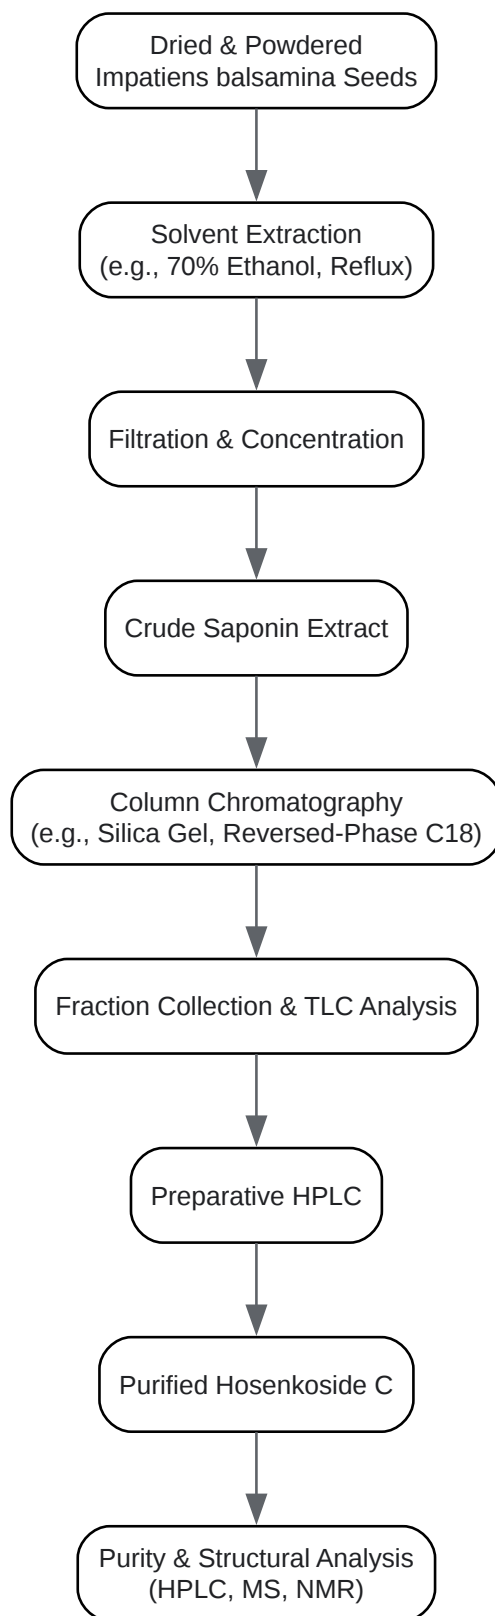 Dried & Powdered
Impatiens balsamina Seeds
Solvent Extraction
(e.g., 70% Ethanol, Reflux)
Filtration & Concentration
Crude Saponin Extract
Column Chromatography
(e.g., Silica Gel, Reversed-Phase C18)
Fraction Collection & TLC Analysis
Preparative HPLC
Purified Hosenkoside C
Purity & Structural Analysis
(HPLC, MS, NMR)